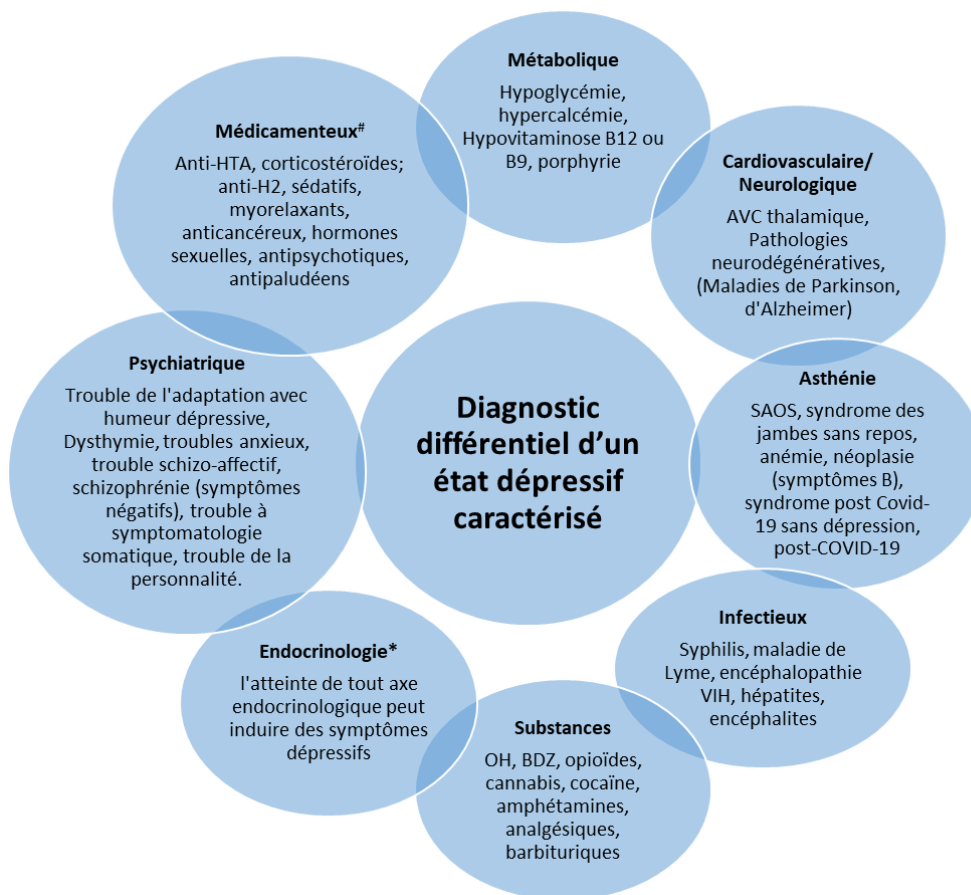 Métabolique
Hypoglycémie,
hypercalcémie,
Hypovitaminose B12 ou
B9, porphyrie
Cardiovasculaire/
Neurologique
AVC thalamique,
Pathologies
neurodégénératives,
(Maladies de Parkinson,
d'Alzheimer)
Asthénie
SAOS, syndrome des
jambes sans repos,
anémie, néoplasie
(symptômes B),
syndrome post Covid-
19 sans dépression,
post-COVID-19
Infectieux
Syphilis, maladie de
Lyme, encéphalopathie
VIH, hépatites,
encéphalites
Substances
OH, BDZ, opioïdes,
cannabis, cocaïne,
amphétamines,
analgésiques,
barbituriques
Endocrinologie*
l'atteinte de tout axe
endocrinologique peut
induire des symptômes
dépressifs
Psychiatrique
Trouble de l'adaptation avec
humeur dépressive,
Dysthymie, troubles anxieux,
trouble schizo-affectif,
schizophrénie (symptômes
négatifs), trouble à
symptomatologie
somatique, trouble de la
personnalité.
Médicamenteux#
Anti-HTA, corticostéroïdes;
anti-H2, sédatifs,
myorelaxants,
anticancéreux, hormones
sexuelles, antipsychotiques,
antipaludéens
Diagnostic
différentiel d’un
état dépressif
caractérisé